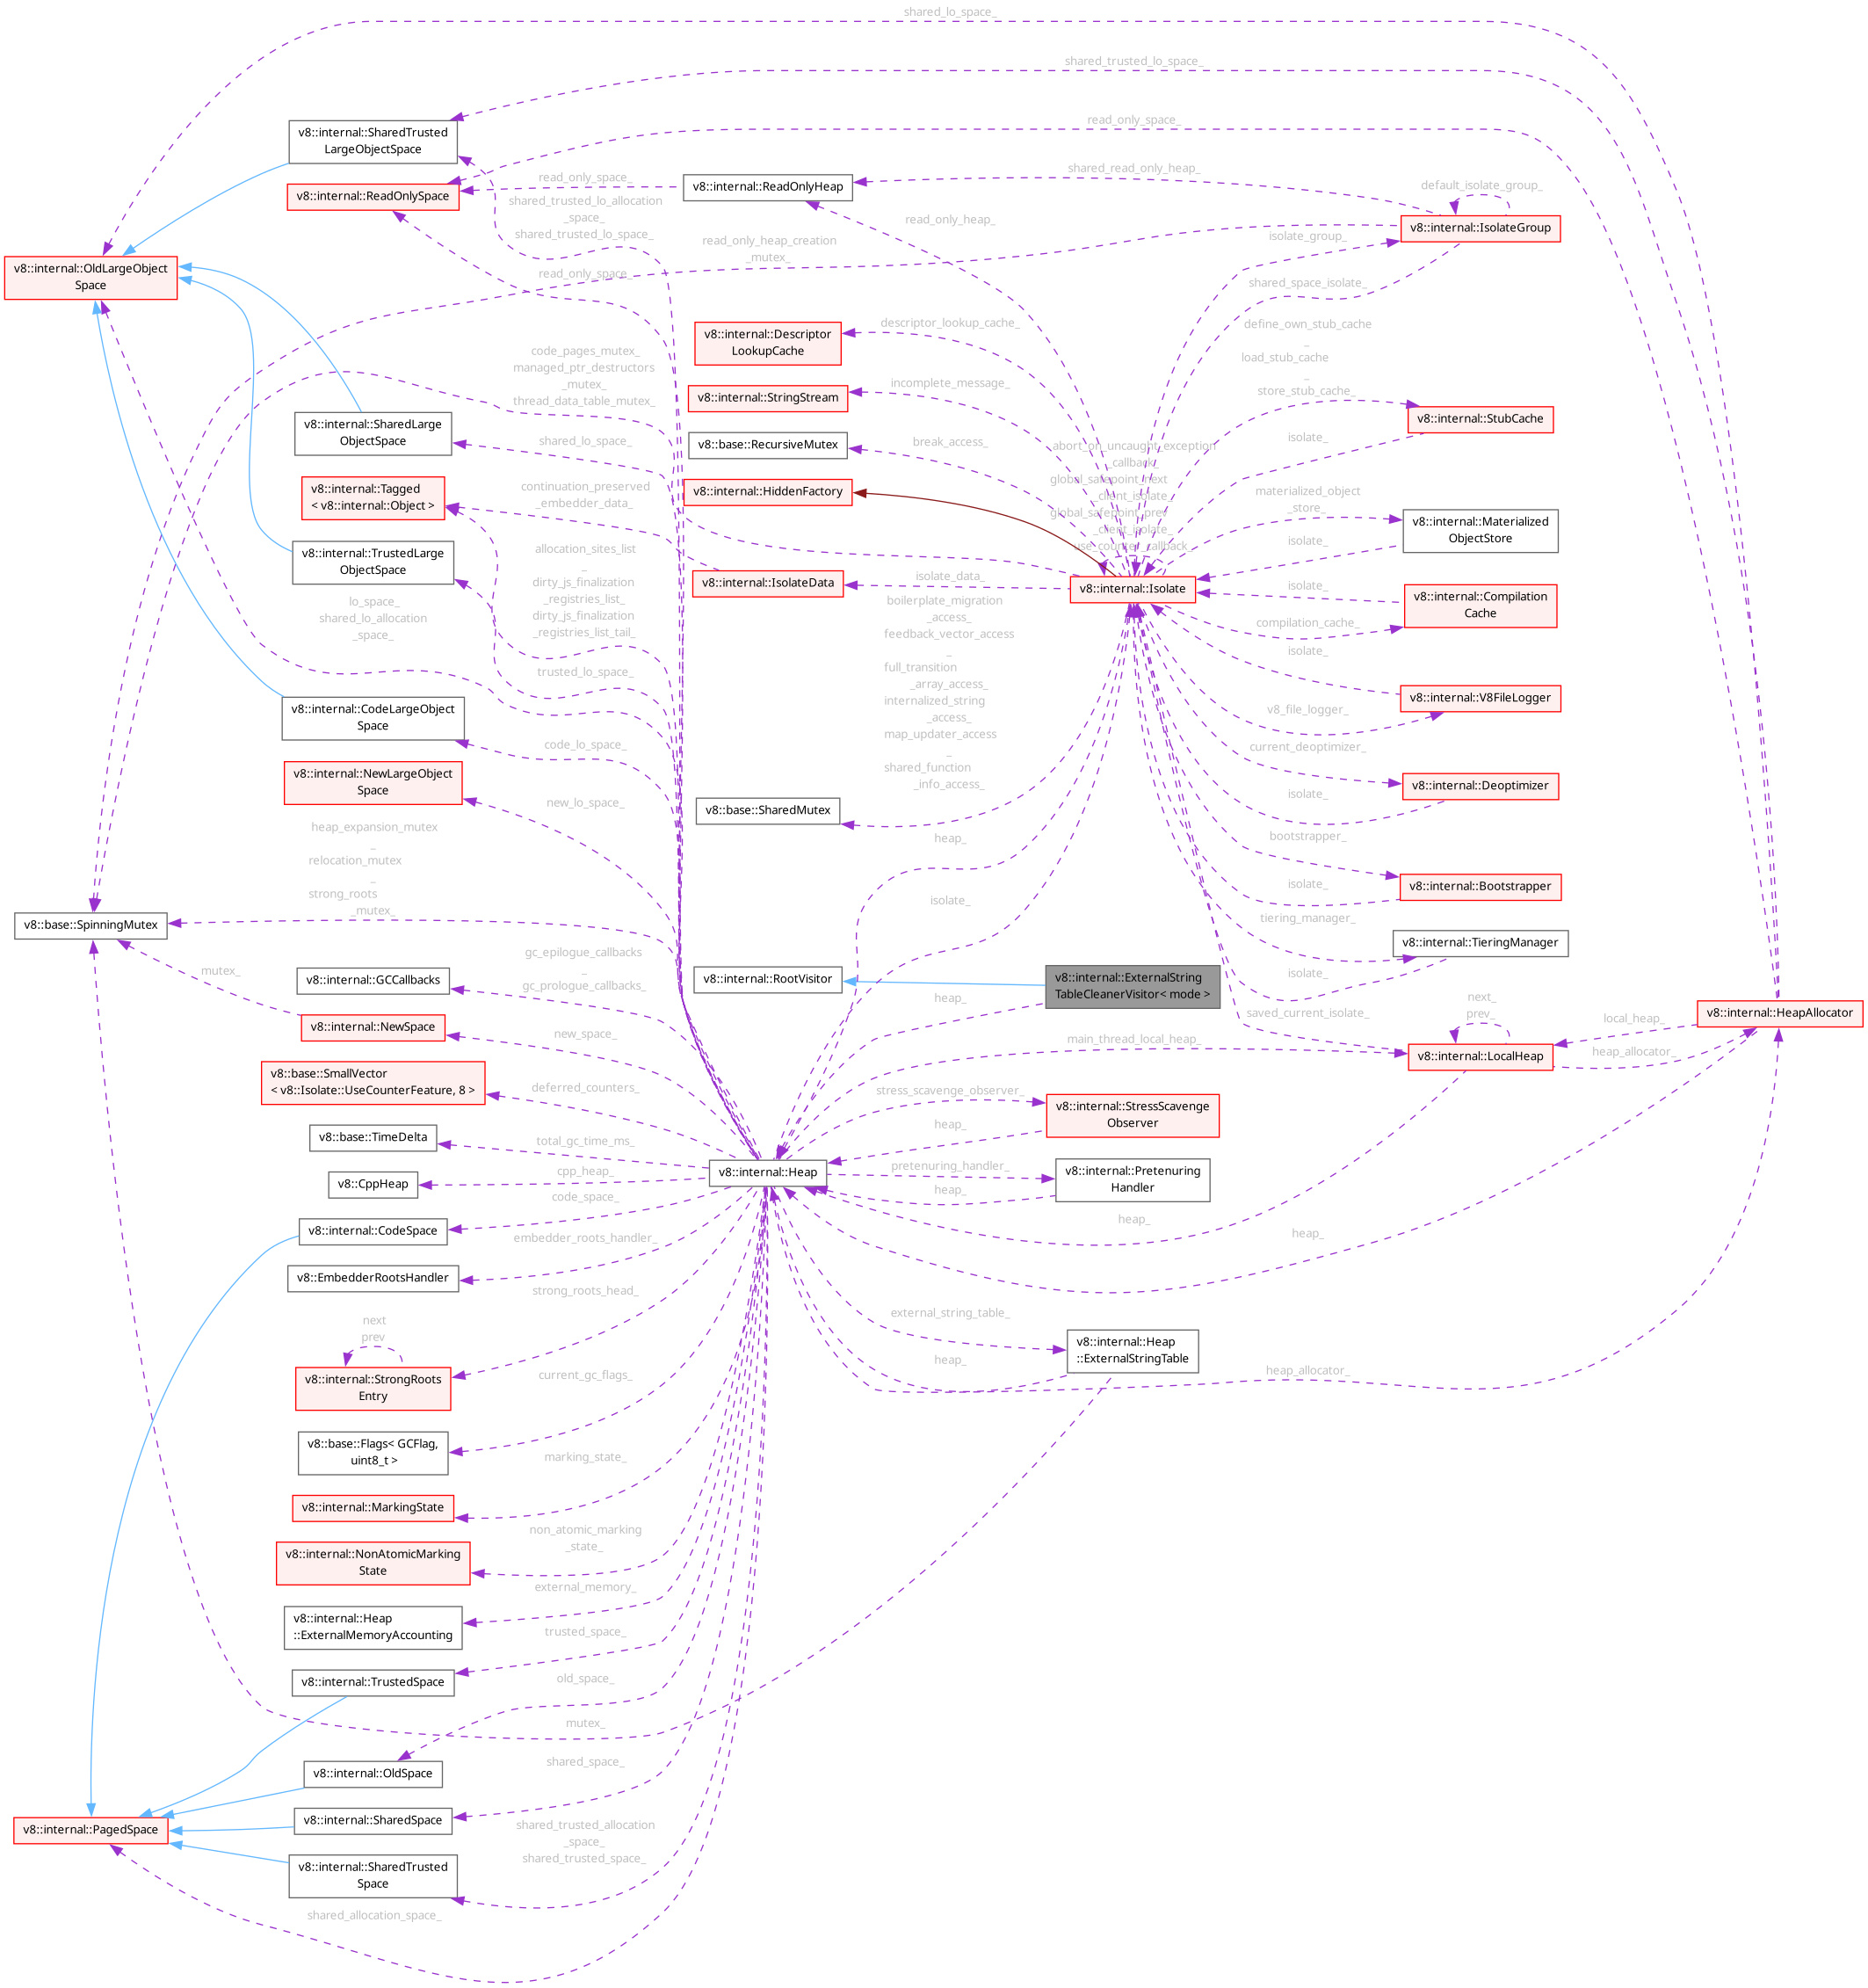 shared_lo_space_
shared_trusted_lo_space_
read_only_space_
v8::internal::SharedTrusted
LargeObjectSpace
v8::internal::ReadOnlySpace
read_only_space_
shared_trusted_lo_allocation
_space_
shared_trusted_lo_space_
v8::internal::ReadOnlyHeap
shared_read_only_heap_
default_isolate_group_
v8::internal::IsolateGroup
read_only_heap_
isolate_group_
read_only_heap_creation
_mutex_
v8::internal::OldLargeObject
Space
read_only_space_
shared_space_isolate_
v8::internal::Descriptor
LookupCache
descriptor_lookup_cache_
define_own_stub_cache
_
load_stub_cache
_
store_stub_cache_
code_pages_mutex_
managed_ptr_destructors
_mutex_
thread_data_table_mutex_
v8::internal::StringStream
incomplete_message_
v8::internal::StubCache
v8::internal::SharedLarge
ObjectSpace
shared_lo_space_
v8::base::RecursiveMutex
break_access_
isolate_
abort_on_uncaught_exception
_callback_
global_safepoint_next
_client_isolate_
global_safepoint_prev
_client_isolate_
use_counter_callback_
v8::internal::Tagged
< v8::internal::Object >
continuation_preserved
_embedder_data_
v8::internal::HiddenFactory
materialized_object
_store_
v8::internal::Materialized
ObjectStore
isolate_
v8::internal::TrustedLarge
ObjectSpace
allocation_sites_list
_
dirty_js_finalization
_registries_list_
dirty_js_finalization
_registries_list_tail_
v8::internal::IsolateData
isolate_data_
v8::internal::Isolate
isolate_
v8::internal::Compilation
Cache
compilation_cache_
lo_space_
shared_lo_allocation
_space_
boilerplate_migration
_access_
feedback_vector_access
_
full_transition
_array_access_
internalized_string
_access_
map_updater_access
_
shared_function
_info_access_
isolate_
trusted_lo_space_
v8::internal::V8FileLogger
v8_file_logger_
v8::internal::CodeLargeObject
Space
code_lo_space_
current_deoptimizer_
v8::internal::Deoptimizer
isolate_
v8::internal::NewLargeObject
Space
new_lo_space_
v8::base::SharedMutex
heap_
bootstrapper_
v8::internal::Bootstrapper
isolate_
heap_expansion_mutex
_
relocation_mutex
_
strong_roots
_mutex_
isolate_
v8::base::SpinningMutex
tiering_manager_
v8::internal::TieringManager
isolate_
gc_epilogue_callbacks
_
gc_prologue_callbacks_
mutex_
v8::internal::GCCallbacks
v8::internal::RootVisitor
v8::internal::ExternalString
TableCleanerVisitor< mode >
heap_
saved_current_isolate_
next_
prev_
v8::internal::HeapAllocator
local_heap_
v8::internal::NewSpace
new_space_
main_thread_local_heap_
v8::internal::LocalHeap
heap_allocator_
v8::base::SmallVector
< v8::Isolate::UseCounterFeature, 8 >
deferred_counters_
stress_scavenge_observer_
v8::internal::StressScavenge
Observer
heap_
v8::base::TimeDelta
total_gc_time_ms_
v8::internal::Heap
v8::CppHeap
cpp_heap_
pretenuring_handler_
v8::internal::Pretenuring
Handler
heap_
code_space_
v8::internal::CodeSpace
heap_
heap_
v8::EmbedderRootsHandler
embedder_roots_handler_
strong_roots_head_
external_string_table_
next
prev
v8::internal::Heap
::ExternalStringTable
heap_
heap_allocator_
v8::internal::StrongRoots
Entry
current_gc_flags_
v8::base::Flags< GCFlag,
uint8_t >
marking_state_
v8::internal::MarkingState
non_atomic_marking
_state_
v8::internal::NonAtomicMarking
State
external_memory_
v8::internal::Heap
::ExternalMemoryAccounting
trusted_space_
v8::internal::TrustedSpace
old_space_
mutex_
v8::internal::OldSpace
shared_space_
v8::internal::PagedSpace
v8::internal::SharedSpace
shared_trusted_allocation
_space_
shared_trusted_space_
v8::internal::SharedTrusted
Space
shared_allocation_space_